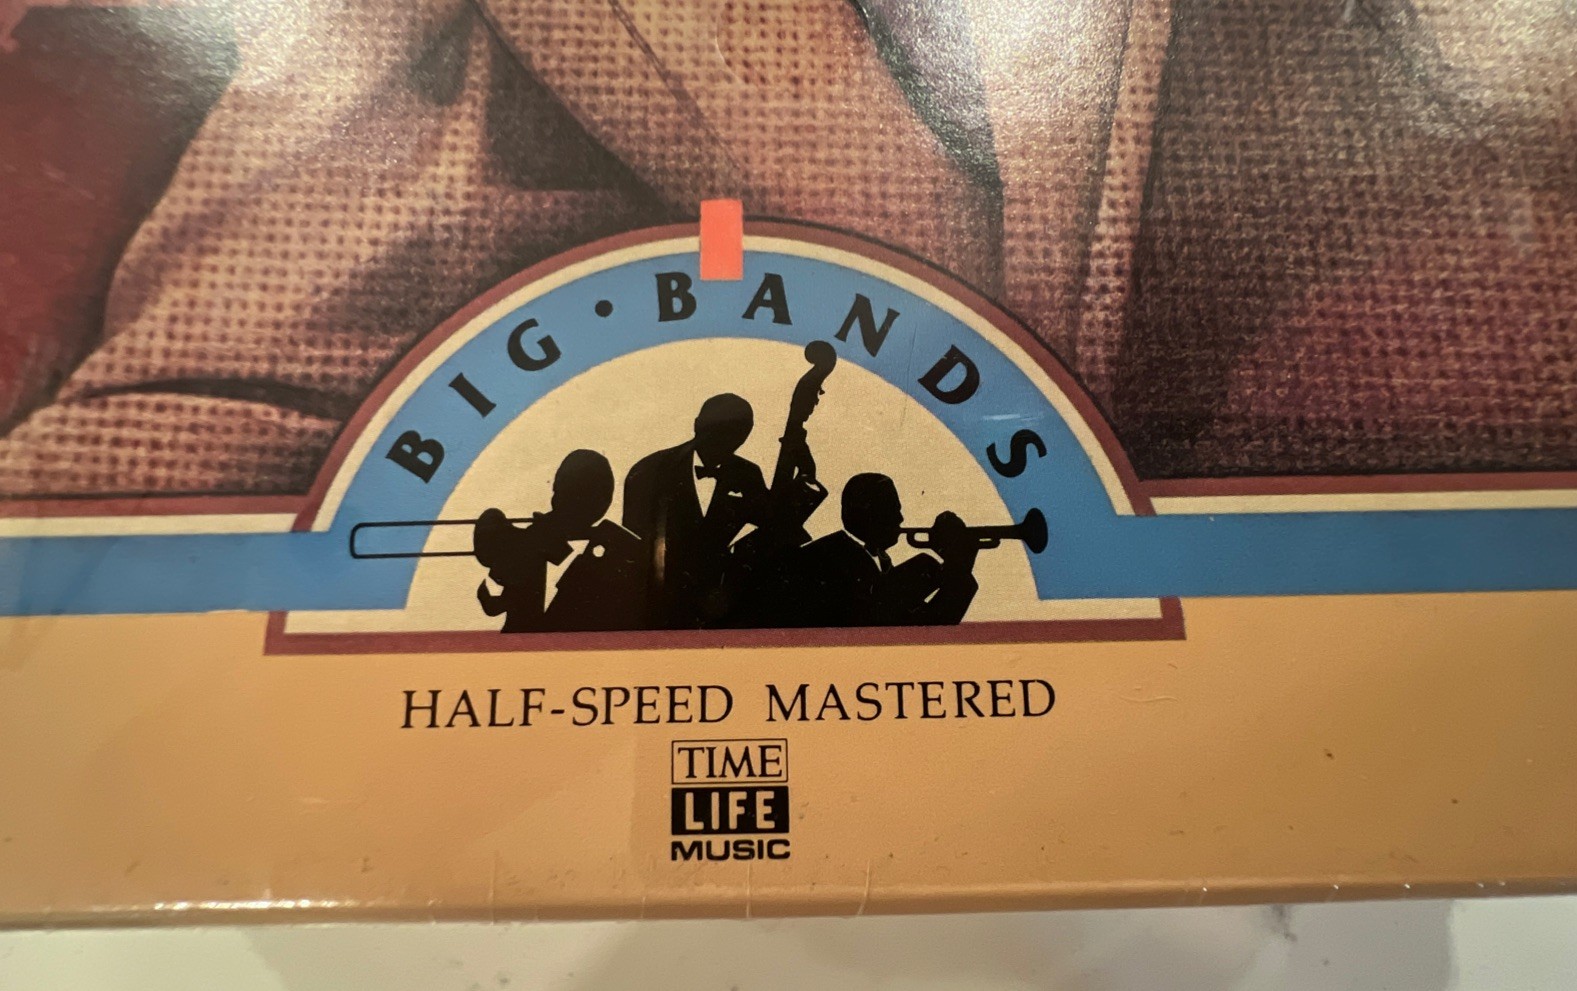 BIG · BANDS
HALF-SPEED MASTERED
TIME
LIFE
MUSIC